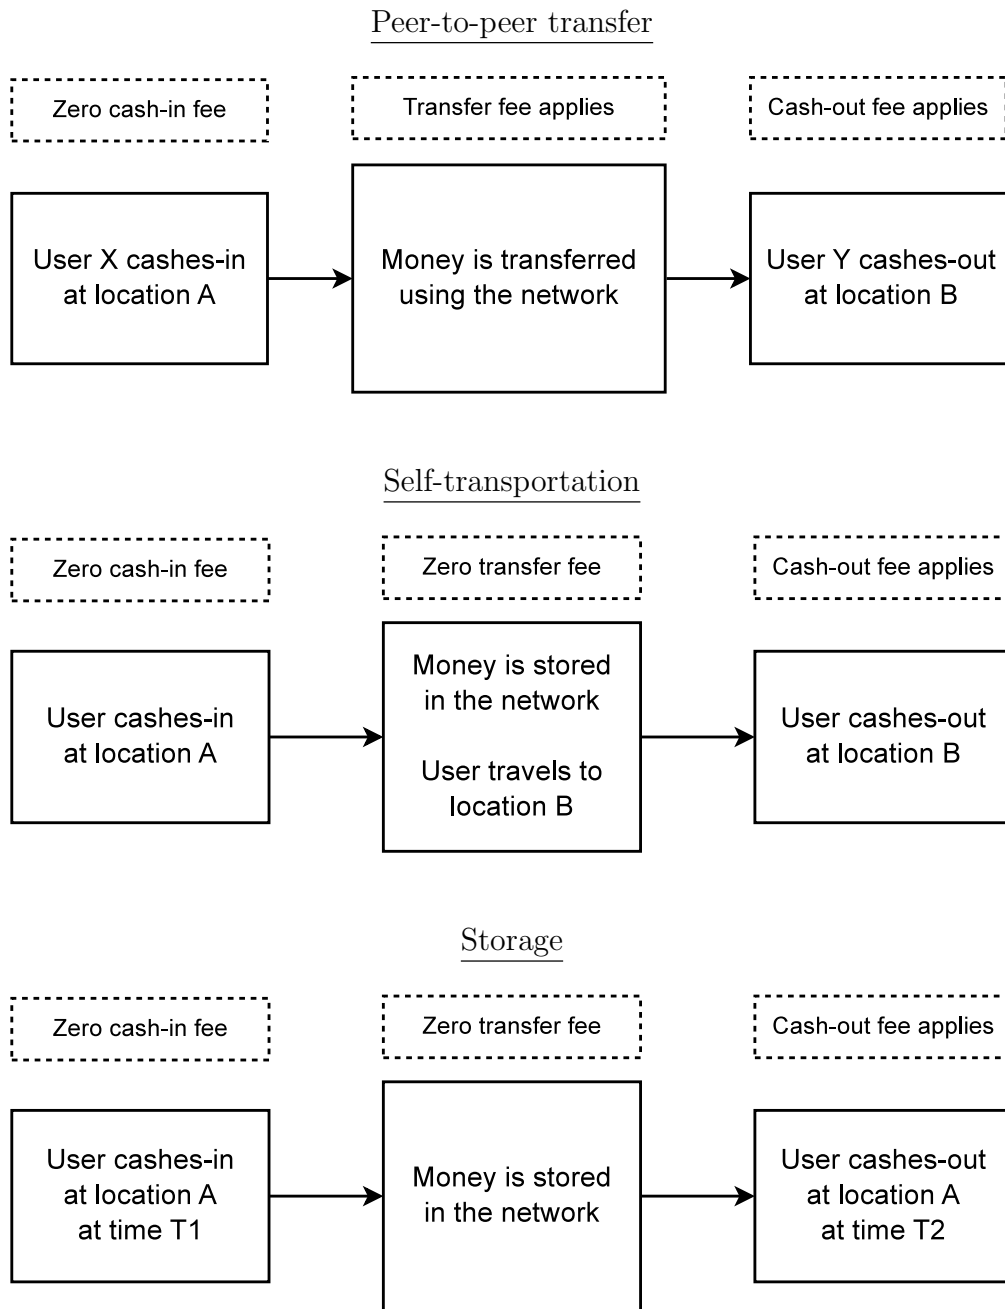 Peer-to-peer transfer
Zero cash-in fee
Transfer fee applies
Cash-out fee applies
User X cashes-in
at location A
Money is transferred
using the network
User Y cashes-out
at location B
Self-transportation
Zero cash-in fee
Zero transfer fee
Cash-out fee applies
User cashes-in
at location A
Money is stored
in the network
User travels to
location B
User cashes-out
at location B
Storage
Zero cash-in fee
Zero transfer fee
Cash-out fee applies
User cashes-in
at location A
at time T1
Money is stored
in the network
User cashes-out
at location A
at time T2